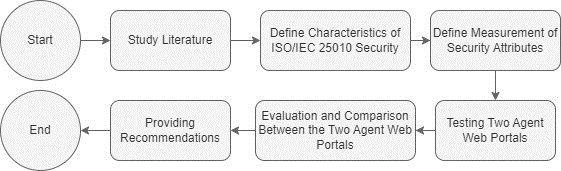 Start
Study Literature
Define Characteristics of
ISO/IEC 25010 Security
Define Measurement of
Security Attributes
Testing Two Agent
Web Portals
Evaluation and Comparison
Between the Two Agent Web
Portals
Providing
Recommendations
End